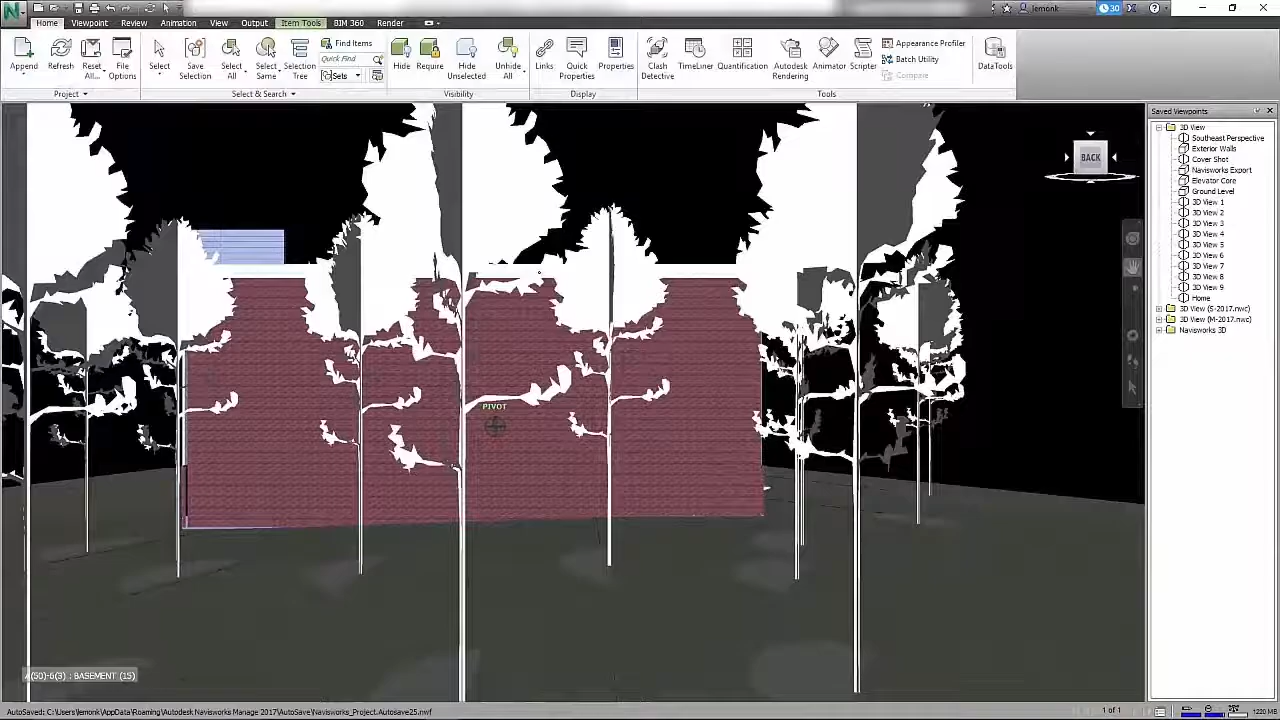 N
lemonk
30
Home Viewpoint Review Animation View Output Item Tools BIM 360 Render
Append Refresh Reset All... File Options
Project
Select Save Selection Select All Select Same Selection Tree Find Items Quick Find Sets
Select & Search
Hide Require Hide Unselected Unhide All
Visibility
Links Quick Properties Properties
Display
Clash Detective TimeLiner Quantification Autodesk Rendering Animator Scripter Appearance Profiler Batch Utility Compare
Tools
DataTools
Saved Viewpoints
3D View
Southeast Perspective
Exterior Walls
Cover Shot
Navisworks Export
Elevator Core
Ground Level
3D View 1
3D View 2
3D View 3
3D View 4
3D View 5
3D View 6
3D View 7
3D View 8
3D View 9
Home
3D View (S-2017.nwc)
3D View (M-2017.nwc)
Navisworks 3D
BACK
PIVOT
A(50)-6(3) : BASEMENT (15)
AutoSaved: C:\Users\lemonk\AppData\Roaming\Autodesk Navisworks Manage 2017\AutoSave\Navisworks_Project.Autosave25.nwf
1 of 1
1220 MB